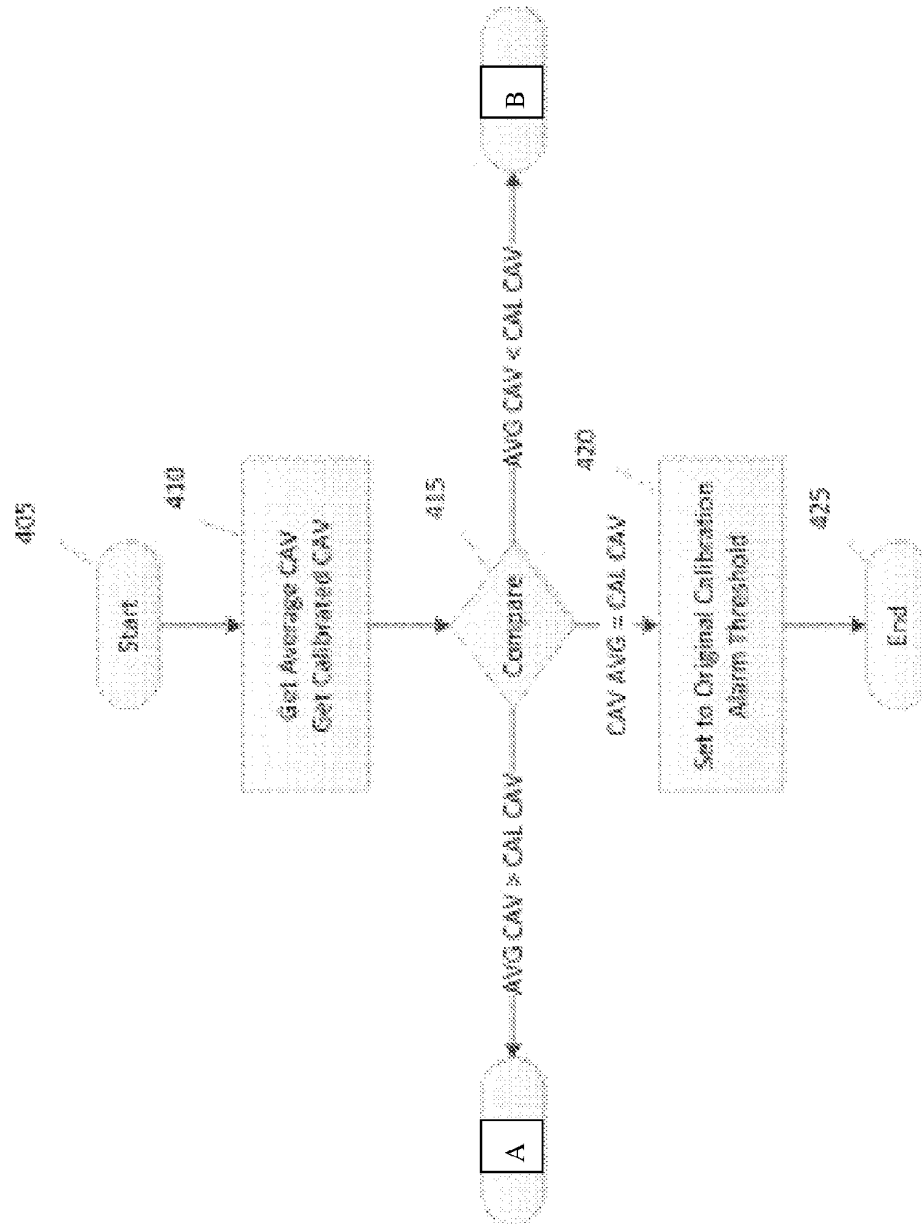 405
Start
410
Get Average CAV
Get Calibrated CAV
415
Compare
AVG CAV > CAL CAV
A
AVG CAV < CAL CAV
B
CAV AVG = CAL CAV
420
Set to Original Calibration
Alarm Threshold
425
End